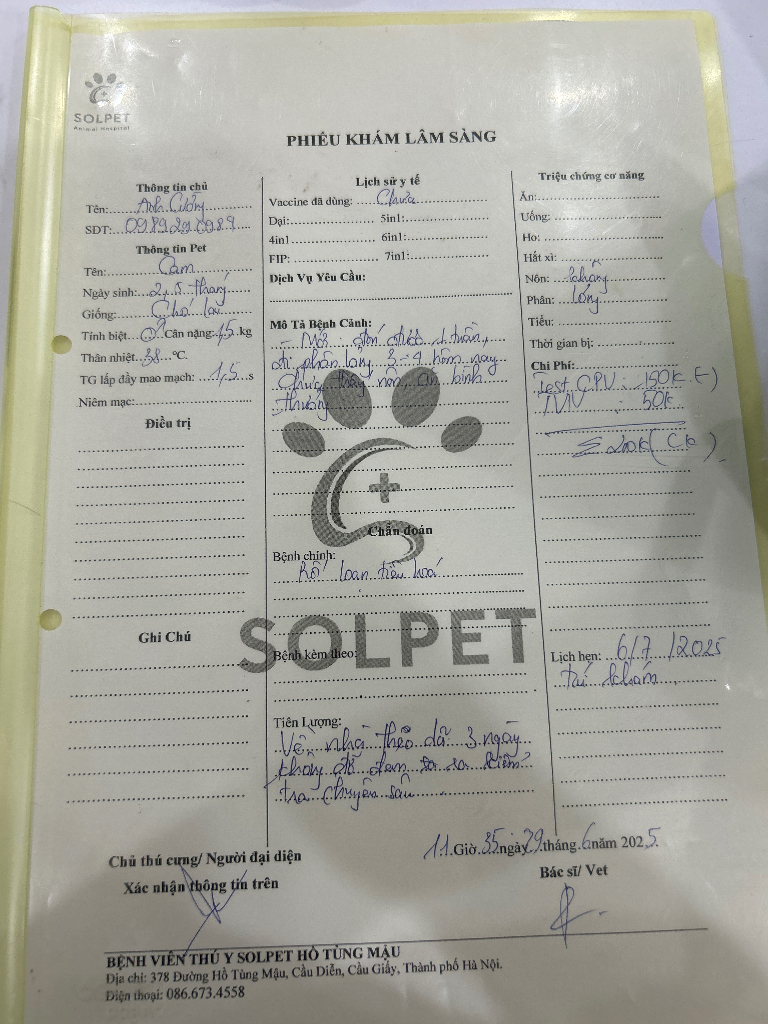 SOLPET
Animal Hospital
PHIẾU KHÁM LÂM SÀNG
Thông tin chủ
Tên: Anh Cường
SĐT: 0989290989
Thông tin Pet
Tên: Cam
Ngày sinh: 2,5 tháng
Giống: Chó lai
Tính biệt ♂ Cân nặng: 1,5 kg
Thân nhiệt 38 °C
TG lấp đầy mao mạch: 1,5 s
Niêm mạc:
Điều trị
Ghi Chú
Lịch sử y tế
Vaccine đã dùng: Chưa
Dại: 5in1:
4in1 6in1:
FIP: 7in1:
Dịch Vụ Yêu Cầu:
Mô Tả Bệnh Cảnh:
- Mới đón được 1 tuần,
đi phân lỏng 3-4 hôm nay
Chưa thấy nôn, ăn bình
thường
Chẩn đoán
Bệnh chính:
Rối loạn tiêu hoá
SOLPET
Bệnh kèm theo:
Tiên Lượng:
Về nhà theo dõi 3 ngày
không đỡ đem ra kiểm
tra chuyên sâu
Triệu chứng cơ năng
Ăn:
Uống:
Ho:
Hắt xì:
Nôn: không
Phân: lỏng
Tiểu:
Thời gian bị:
Chi Phí:
test CPV: 150k
50k
200k (CK)
Lịch hẹn: 6/7/2025
tái khám
11 Giờ 35 ngày 29 tháng 6 năm 2025
Chủ thú cưng/ Người đại diện
Xác nhận thông tin trên
Bác sĩ/ Vet
BỆNH VIỆN THÚ Y SOLPET HỒ TÙNG MẬU
Địa chỉ: 378 Đường Hồ Tùng Mậu, Cầu Diễn, Cầu Giấy, Thành phố Hà Nội.
Điện thoại: 086.673.4558